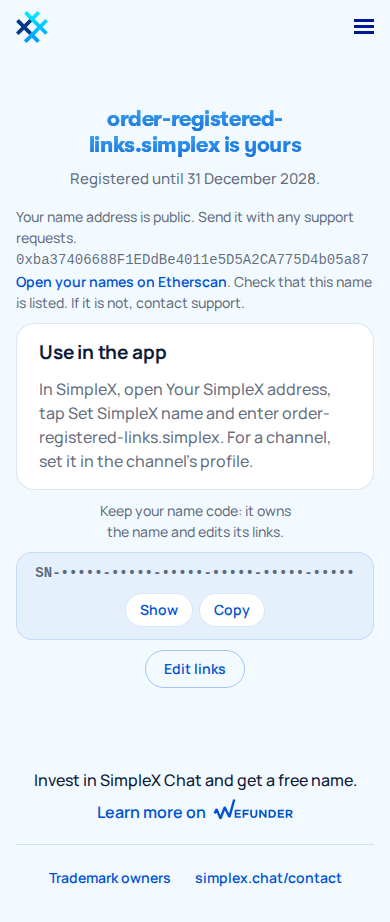 order-registered-
links.simplex is yours
Registered until 31 December 2028.
Your name address is public. Send it with any support
requests.
0xba37406688F1EDdBe4011e5D5A2CA775D4b05a87
Open your names on Etherscan. Check that this name
is listed. If it is not, contact support.
Use in the app
In SimpleX, open Your SimpleX address,
tap Set SimpleX name and enter order-
registered-links.simplex. For a channel,
set it in the channel's profile.
Keep your name code: it owns
the name and edits its links.
SN-•••••-•••••-•••••-•••••-•••••-•••••
Show Copy
Edit links
Invest in SimpleX Chat and get a free name.
Learn more on WEFUNDER
Trademark owners simplex.chat/contact